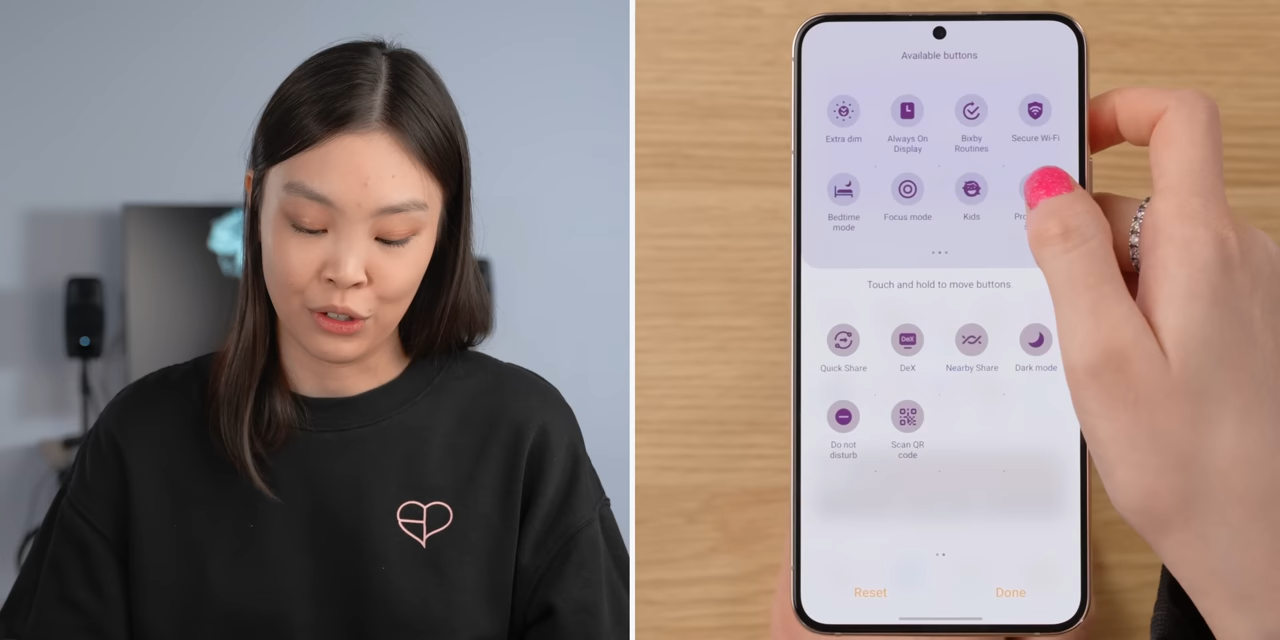 Available buttons
Extra dim
Always On
Display
Bixby
Routines
Secure Wi-Fi
Bedtime
mode
Focus mode
Kids
Touch and hold to move buttons
Quick Share
DeX
DeX
Nearby Share
Dark mode
Do not
disturb
Scan QR
code
Reset
Done